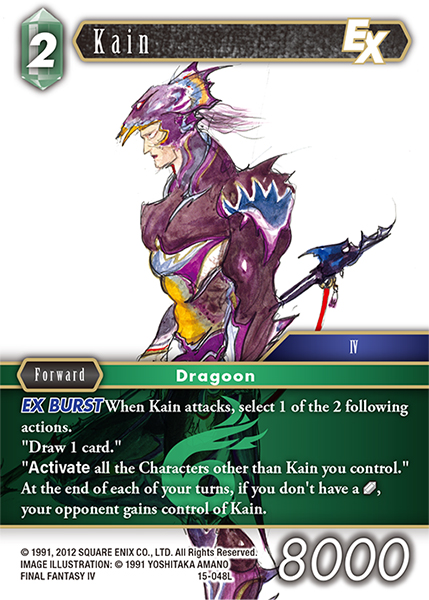 2
Kain
EX
IV
Forward
Dragoon
EX BURST When Kain attacks, select 1 of the 2 following
actions.
"Draw 1 card."
"Activate all the Characters other than Kain you control."
At the end of each of your turns, if you don't have a ,
your opponent gains control of Kain.
© 1991, 2012 SQUARE ENIX CO., LTD. All Rights Reserved.
IMAGE ILLUSTRATION: © 1991 YOSHITAKA AMANO
FINAL FANTASY IV
15-048L
8000